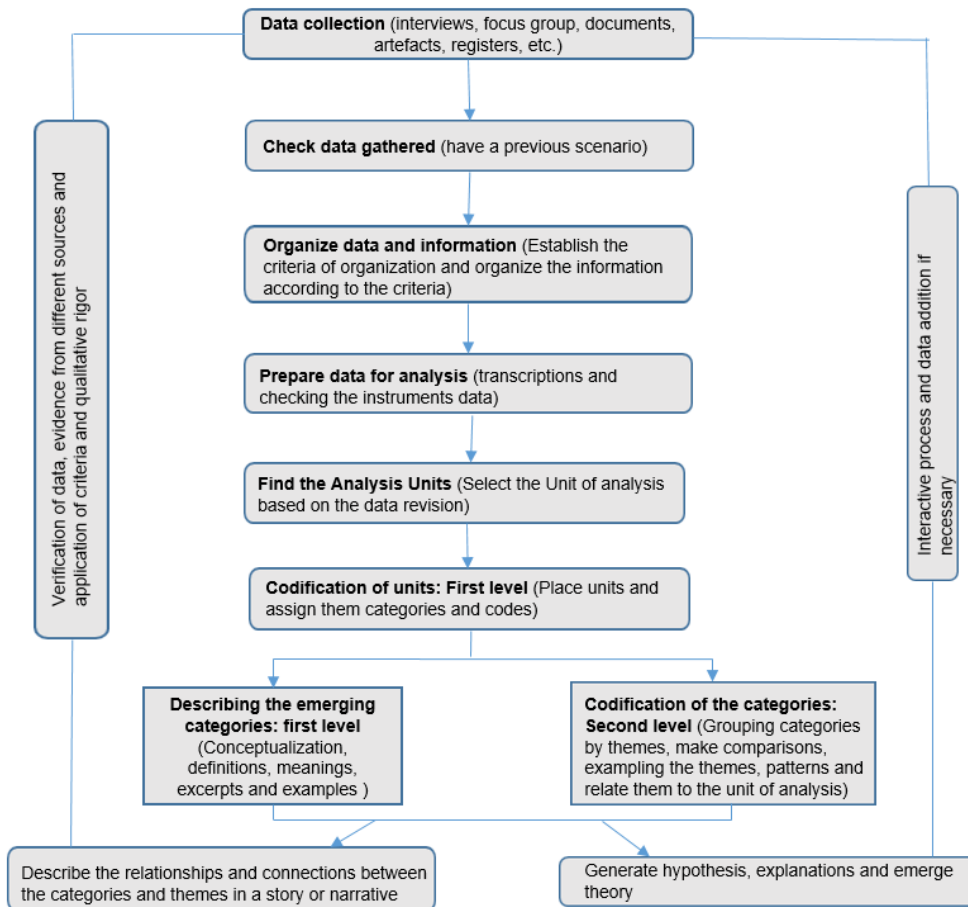 Data collection (interviews, focus group, documents,
artefacts, registers, etc.)
Check data gathered (have a previous scenario)
Organize data and information (Establish the
criteria of organization and organize the information
according to the criteria)
Prepare data for analysis (transcriptions and
checking the instruments data)
Find the Analysis Units (Select the Unit of analysis
based on the data revision)
Codification of units: First level (Place units and
assign them categories and codes)
Describing the emerging
categories: first level
(Conceptualization,
definitions, meanings,
excerpts and examples )
Codification of the categories:
Second level (Grouping categories
by themes, make comparisons,
exampling the themes, patterns and
relate them to the unit of analysis)
Describe the relationships and connections between
the categories and themes in a story or narrative
Generate hypothesis, explanations and emerge
theory
Verification of data, evidence from different sources and
application of criteria and qualitative rigor
Interactive process and data addition if
necessary